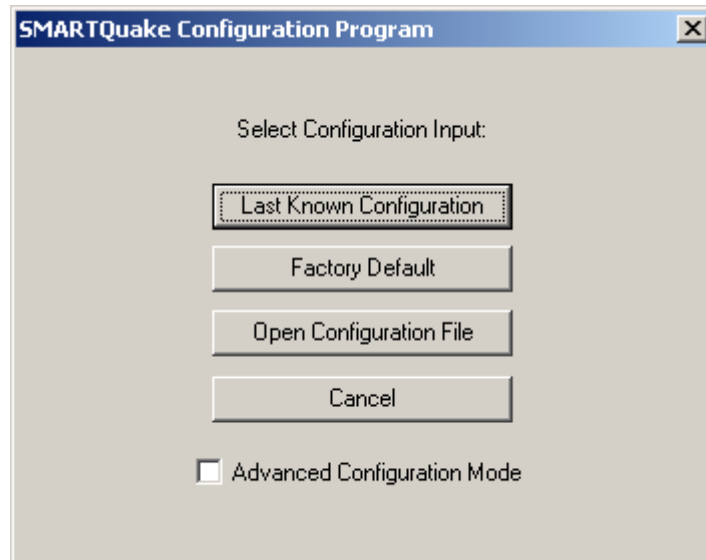 SMARTQuake Configuration Program
Select Configuration Input:
Last Known Configuration
Factory Default
Open Configuration File
Cancel
Advanced Configuration Mode